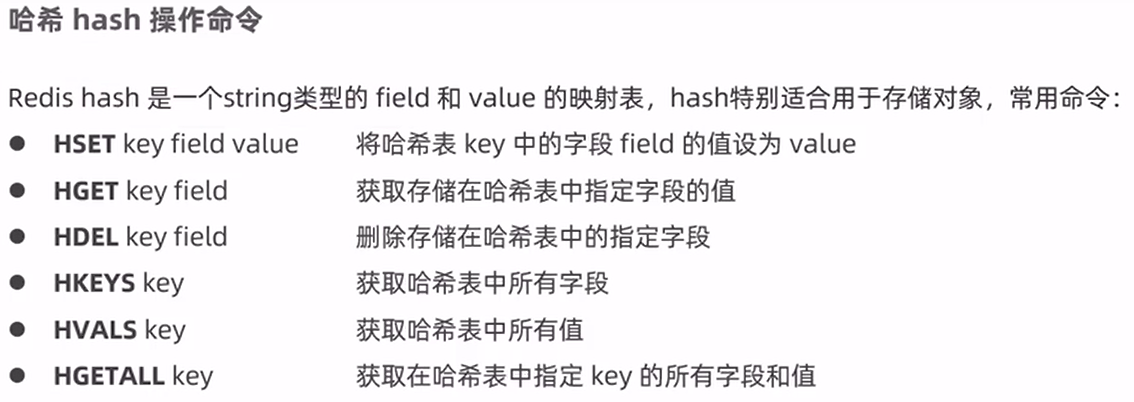 哈希 hash 操作命令
Redis hash 是一个string类型的 field 和 value 的映射表，hash特别适合用于存储对象，常用命令：
● HSET key field value 将哈希表 key 中的字段 field 的值设为 value
● HGET key field 获取存储在哈希表中指定字段的值
● HDEL key field 删除存储在哈希表中的指定字段
● HKEYS key 获取哈希表中所有字段
● HVALS key 获取哈希表中所有值
● HGETALL key 获取在哈希表中指定 key 的所有字段和值